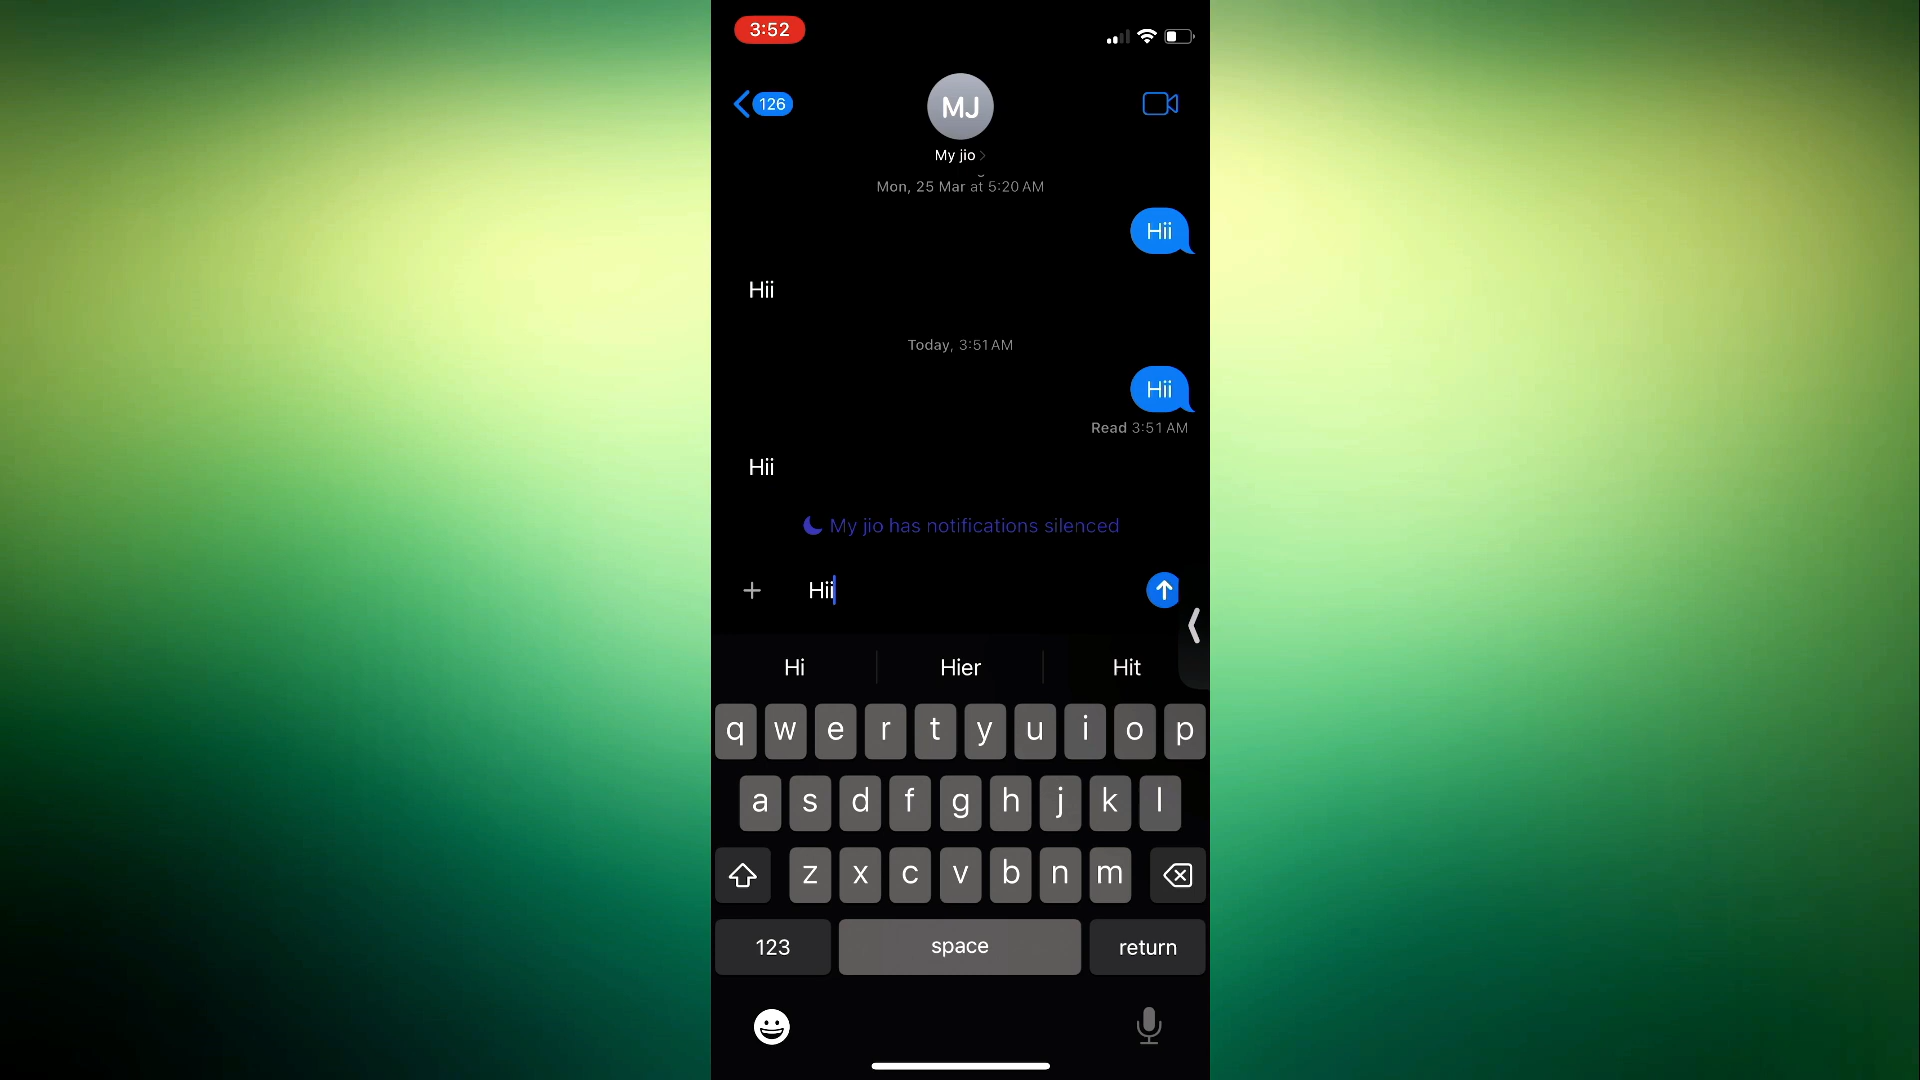 3:52
126
MJ
My jio
Mon, 25 Mar at 5:20 AM
Hii
Hii
Today, 3:51 AM
Hii
Read 3:51 AM
Hii
My jio has notifications silenced
Hii
Hi Hier Hit
q w e r t y u i o p
a s d f g h j k l
z x c v b n m
123 space return